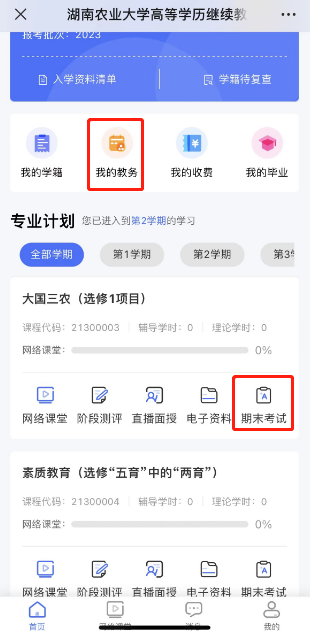 湖南农业大学高等学历继续教
报考批次：2023
入学资料清单
学籍待复查
我的学籍
我的教务
我的收费
我的毕业
专业计划 您已进入到第2学期的学习
全部学期 第1学期 第2学期 第3学
大国三农（选修1项目）
课程代码：21300003 辅导学时：0 理论学时：0
网络课堂： 0%
网络课堂 阶段测评 直播面授 电子资料 期末考试
素质教育（选修“五育”中的“两育”）
课程代码：21300004 辅导学时：0 理论学时：0
网络课堂： 0%
网络课堂 阶段测评 直播面授 电子资料 期末考试
首页 网络课堂 消息 我的